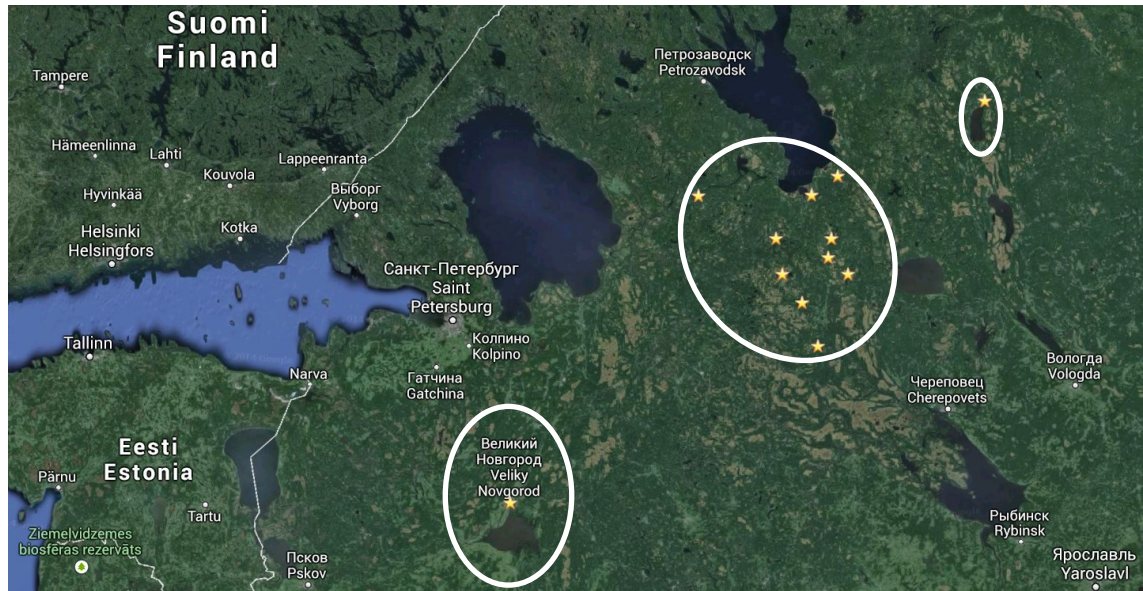 Suomi
Finland
Петрозаводск
Petrozavodsk
Tampere
Hämeenlinna
Lahti
Lappeenranta
Kouvola
Выборг
Vyborg
Hyvinkää
Kotka
Helsinki
Helsingfors
Санкт-Петербург
Saint
Petersburg
Tallinn
Колпино
Kolpino
Вологда
Vologda
Narva
Гатчина
Gatchina
Череповец
Cherepovets
Eesti
Estonia
Великий
Новгород
Veliky
Novgorod
Pärnu
Tartu
Рыбинск
Rybinsk
Ziemeļvidzemes
biosfēras rezervāts
Псков
Pskov
Ярославль
Yaroslavl